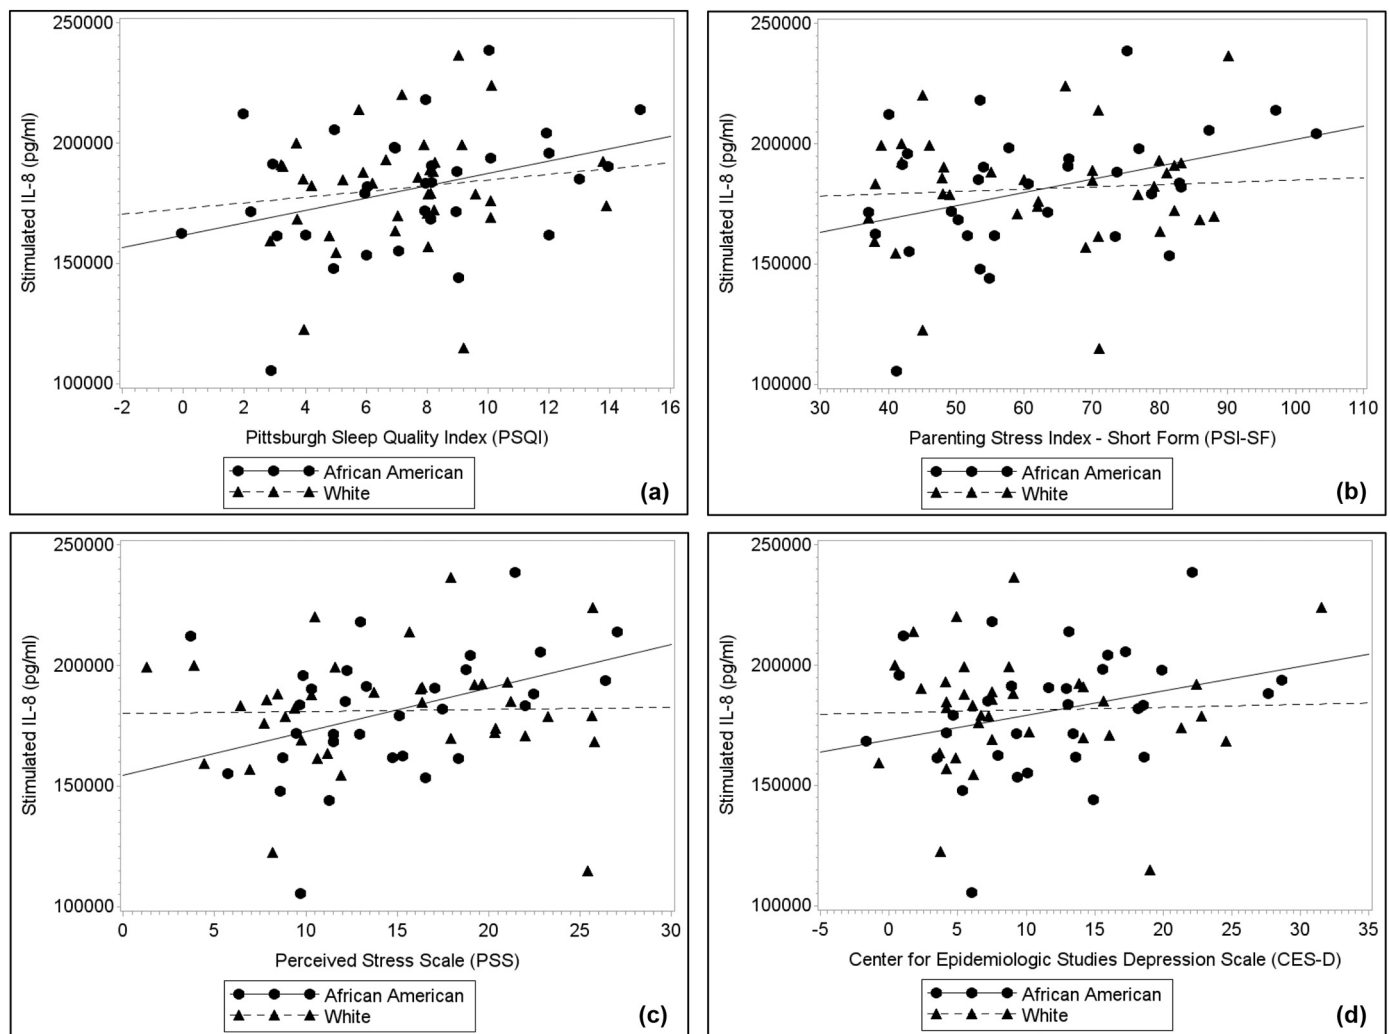 250000
200000
150000
100000
Stimulated IL-8 (pg/ml)
-2 0 2 4 6 8 10 12 14 16
Pittsburgh Sleep Quality Index (PSQI)
African American
White
(a)
250000
200000
150000
100000
Stimulated IL-8 (pg/ml)
30 40 50 60 70 80 90 100 110
Parenting Stress Index - Short Form (PSI-SF)
African American
White
(b)
250000
200000
150000
100000
Stimulated IL-8 (pg/ml)
0 5 10 15 20 25 30
Perceived Stress Scale (PSS)
African American
White
(c)
250000
200000
150000
100000
Stimulated IL-8 (pg/ml)
-5 0 5 10 15 20 25 30 35
Center for Epidemiologic Studies Depression Scale (CES-D)
African American
White
(d)